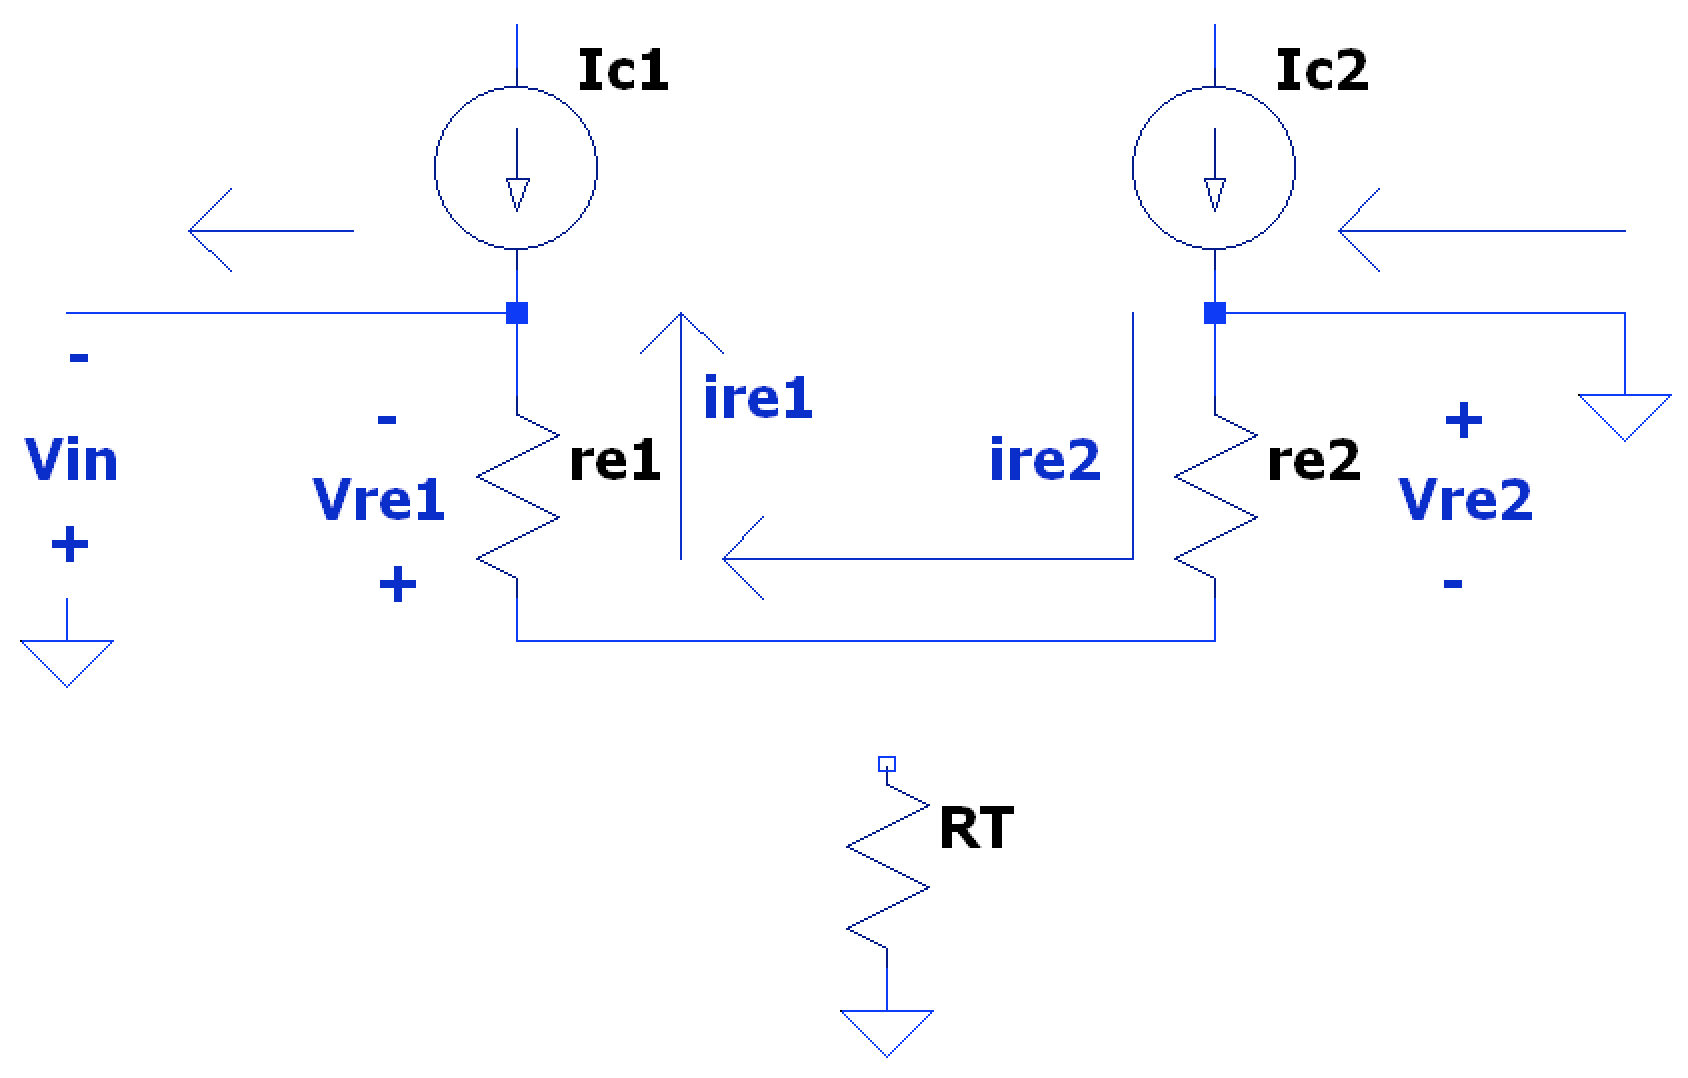 Ic1
Ic2
-
ire1
-
+
Vin
re1
ire2
re2
Vre1
Vre2
+
+
-
RT